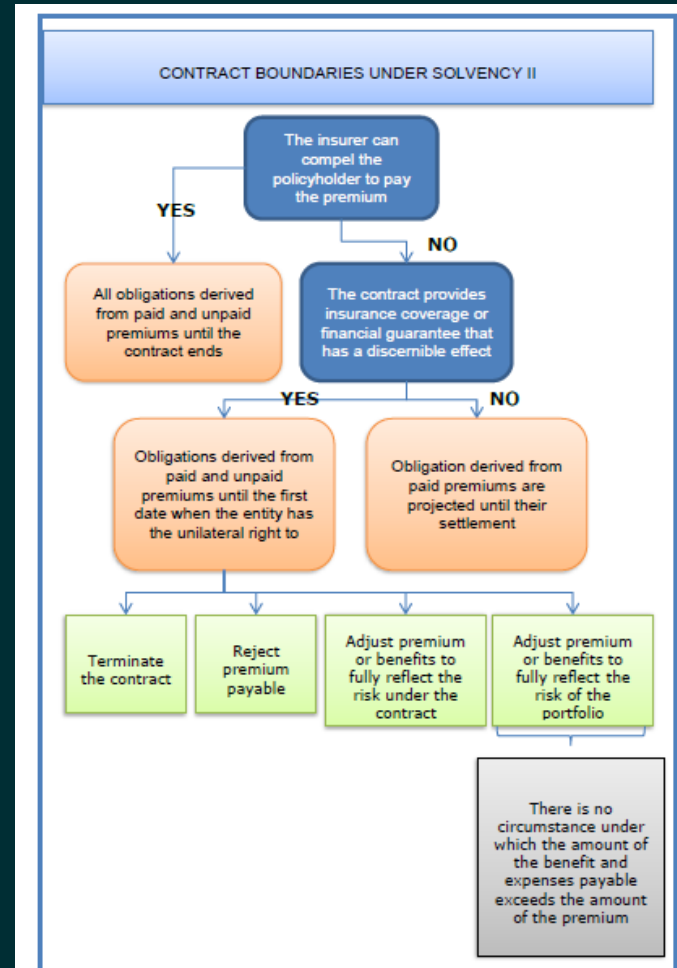 CONTRACT BOUNDARIES UNDER SOLVENCY II
The insurer can
compel the
policyholder to pay
the premium
YES
NO
All obligations derived
from paid and unpaid
premiums until the
contract ends
The contract provides
insurance coverage or
financial guarantee that
has a discernible effect
YES
NO
Obligations derived from
paid and unpaid
premiums until the first
date when the entity has
the unilateral right to
Obligation derived from
paid premiums are
projected until their
settlement
Terminate
the contract
Reject
premium
payable
Adjust premium
or benefits to
fully reflect the
risk under the
contract
Adjust premium
or benefits to
fully reflect the
risk of the
portfolio
There is no
circumstance under
which the amount of
the benefit and
expenses payable
exceeds the amount
of the premium